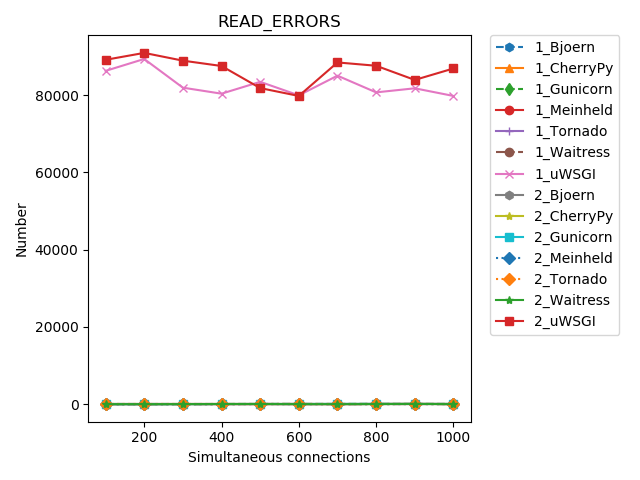 READ_ERRORS
Number
80000
60000
40000
20000
0
200 400 600 800 1000
Simultaneous connections
1_Bjoern
1_CherryPy
1_Gunicorn
1_Meinheld
1_Tornado
1_Waitress
1_uWSGI
2_Bjoern
2_CherryPy
2_Gunicorn
2_Meinheld
2_Tornado
2_Waitress
2_uWSGI